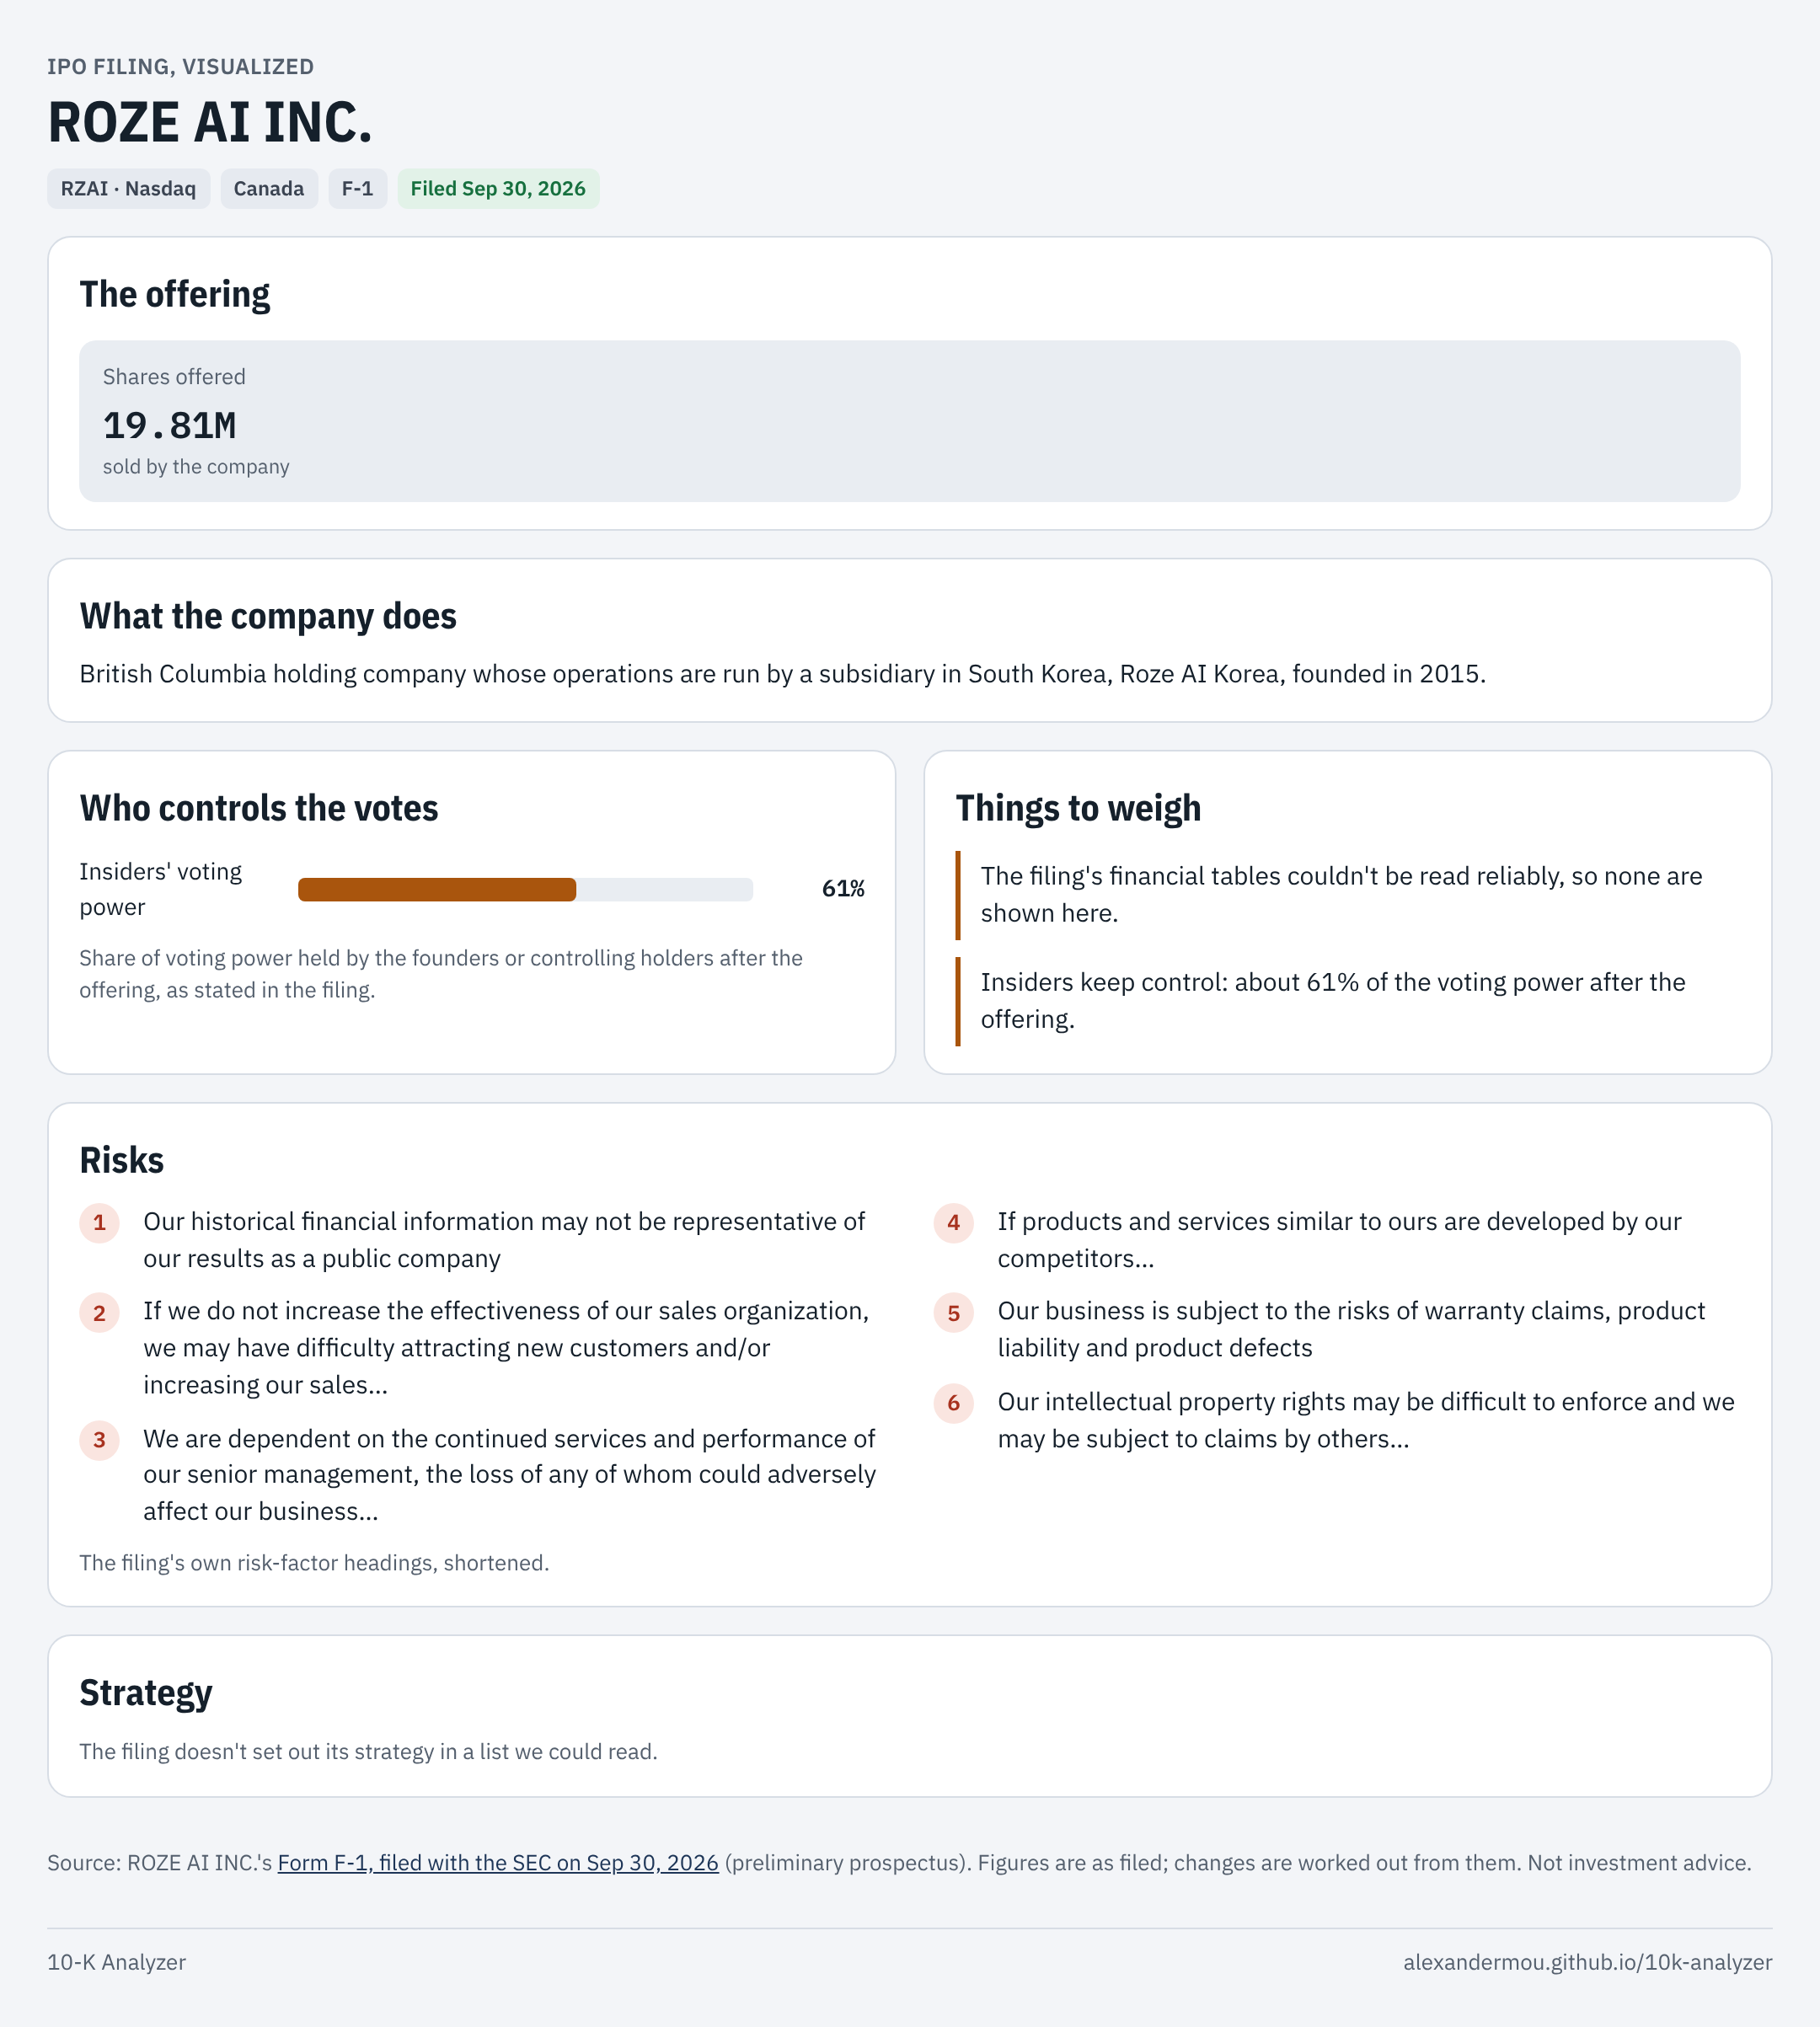 IPO FILING, VISUALIZED
ROZE AI INC.
RZAI · Nasdaq
Canada
F-1
Filed Sep 30, 2026
The offering
Shares offered
19.81M
sold by the company
What the company does
British Columbia holding company whose operations are run by a subsidiary in South Korea, Roze AI Korea, founded in 2015.
Who controls the votes
Insiders' voting
power
61%
Share of voting power held by the founders or controlling holders after the
offering, as stated in the filing.
Things to weigh
The filing's financial tables couldn't be read reliably, so none are
shown here.
Insiders keep control: about 61% of the voting power after the
offering.
Risks
1
Our historical financial information may not be representative of
our results as a public company
2
If we do not increase the effectiveness of our sales organization,
we may have difficulty attracting new customers and/or
increasing our sales...
3
We are dependent on the continued services and performance of
our senior management, the loss of any of whom could adversely
affect our business...
4
If products and services similar to ours are developed by our
competitors...
5
Our business is subject to the risks of warranty claims, product
liability and product defects
6
Our intellectual property rights may be difficult to enforce and we
may be subject to claims by others...
The filing's own risk-factor headings, shortened.
Strategy
The filing doesn't set out its strategy in a list we could read.
Source: ROZE AI INC.'s Form F-1, filed with the SEC on Sep 30, 2026 (preliminary prospectus). Figures are as filed; changes are worked out from them. Not investment advice.
10-K Analyzer
alexandermou.github.io/10k-analyzer